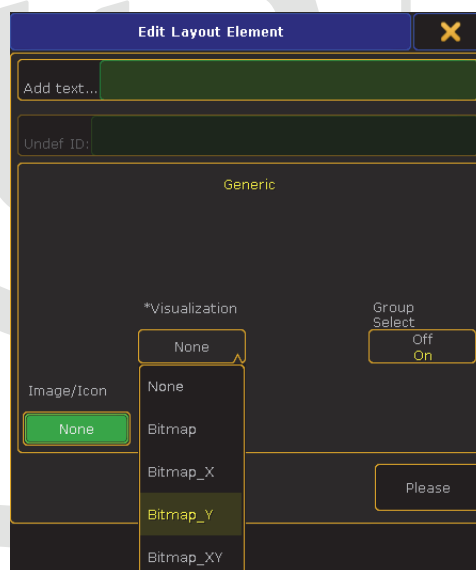 Edit Layout Element
Add text...
Undef ID:
Generic
*Visualization
Group
Select
None
Off
On
Image/Icon
None
None
Bitmap
Bitmap_X
Bitmap_Y
Bitmap_XY
Please